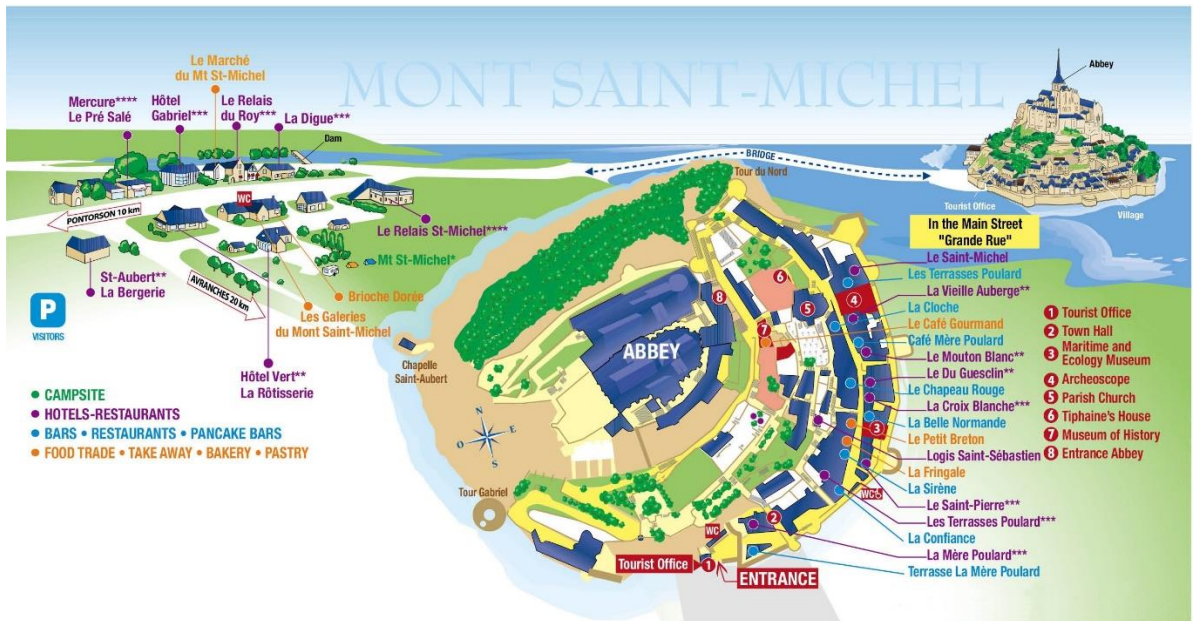 MONT SAINT-MICHEL
Le Marché
du Mt St-Michel
Mercure****
Le Pré Salé
Hôtel
Gabriel***
Le Relais
du Roy***
La Digue***
Dam
WC
PONTORSON 10 km
Le Relais St-Michel****
St-Aubert**
La Bergerie
Mt St-Michel*
AVRANCHES 20 km
Brioche Dorée
Les Galeries
du Mont Saint-Michel
P
VISITORS
Hôtel Vert**
La Rôtisserie
CAMPSITE
HOTELS-RESTAURANTS
BARS • RESTAURANTS • PANCAKE BARS
FOOD TRADE • TAKE AWAY • BAKERY • PASTRY
BRIDGE
Tour du Nord
Abbey
Tourist Office
Village
Chapelle
Saint-Aubert
N
O
E
S
Tour Gabriel
ABBEY
8
6
5
7
4
3
2
1
WC
WC
Tourist Office
ENTRANCE
In the Main Street
"Grande Rue"
Le Saint-Michel
Les Terrasses Poulard
La Vieille Auberge**
La Cloche
Le Café Gourmand
Café Mère Poulard
Le Mouton Blanc**
Le Du Guesclin**
Le Chapeau Rouge
La Croix Blanche***
La Belle Normande
Le Petit Breton
Logis Saint-Sébastien
La Fringale
La Sirène
Le Saint-Pierre***
Les Terrasses Poulard***
La Confiance
La Mère Poulard***
Terrasse La Mère Poulard
1 Tourist Office
2 Town Hall
3 Maritime and
Ecology Museum
4 Archeoscope
5 Parish Church
6 Tiphaine's House
7 Museum of History
8 Entrance Abbey